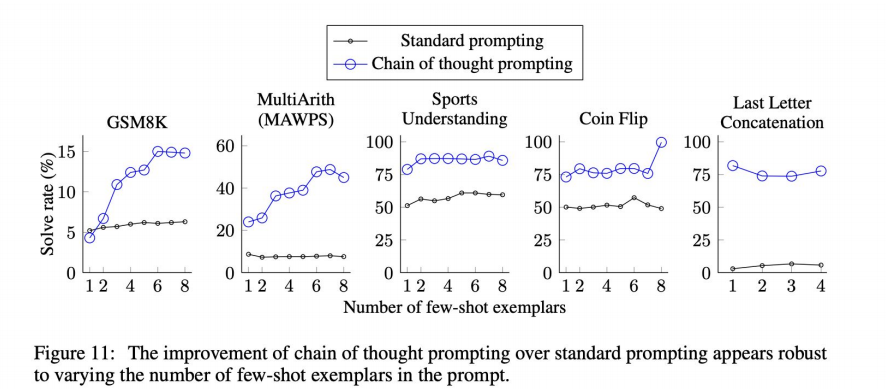 Standard prompting
Chain of thought prompting
GSM8K
MultiArith
(MAWPS)
Sports
Understanding
Coin Flip
Last Letter
Concatenation
Solve rate (%)
15
10
5
0
1 2 4 6 8
60
40
20
0
1 2 4 6 8
100
75
50
25
0
1 2 4 6 8
100
75
50
25
0
1 2 4 6 8
100
75
50
25
0
1 2 3 4
Number of few-shot exemplars
Figure 11: The improvement of chain of thought prompting over standard prompting appears robust
to varying the number of few-shot exemplars in the prompt.